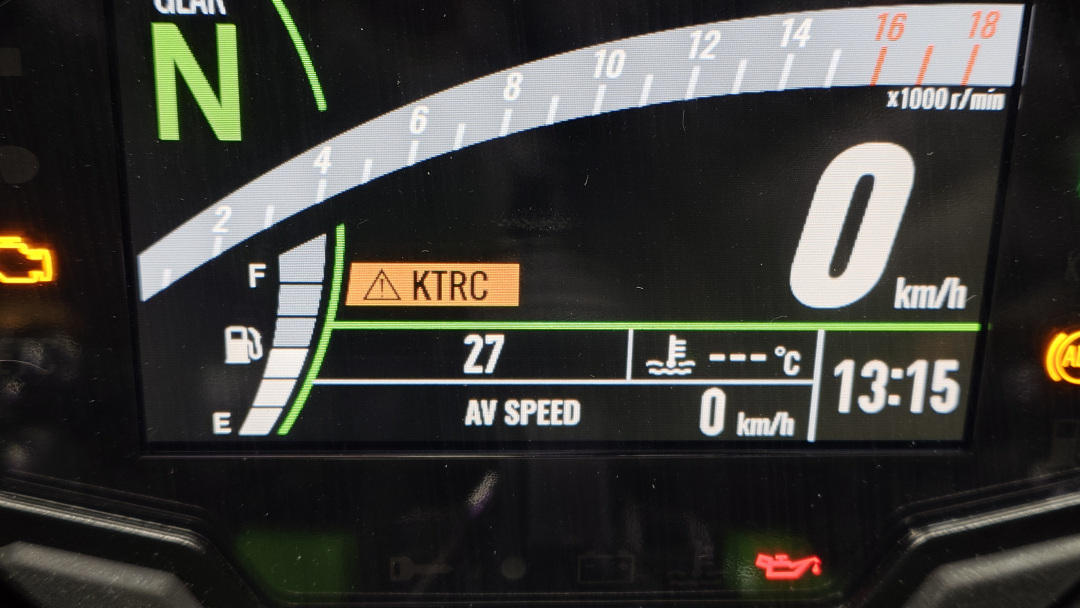 GEAR
N
2
4
6
8
10
12
14
16
18
x1000 r/min
0
km/h
F
E
KTRC
27
--- °C
13:15
AV SPEED 0 km/h